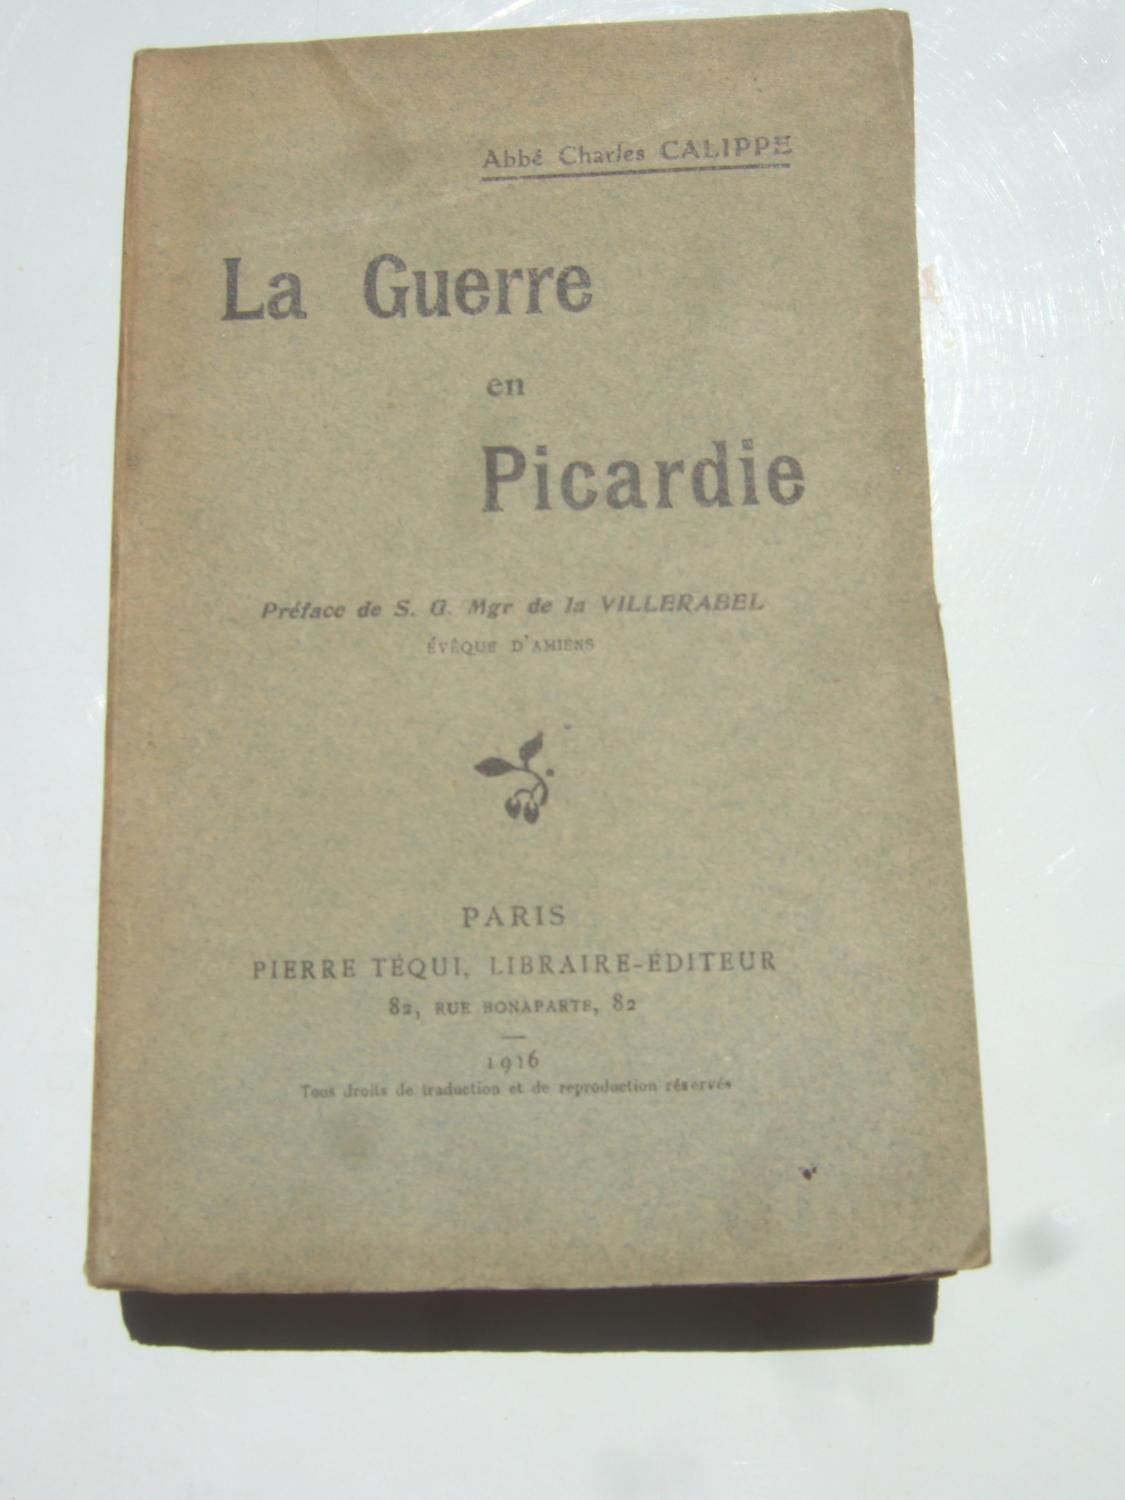 Abbé Charles CALIPPE
La Guerre
en
Picardie
Préface de S. G. Mgr de la VILLERABEL
ÉVÊQUE D'AMIENS
PARIS
PIERRE TÉQUI, LIBRAIRE-ÉDITEUR
82, RUE BONAPARTE, 82
1916
Tous droits de traduction et de reproduction réservés